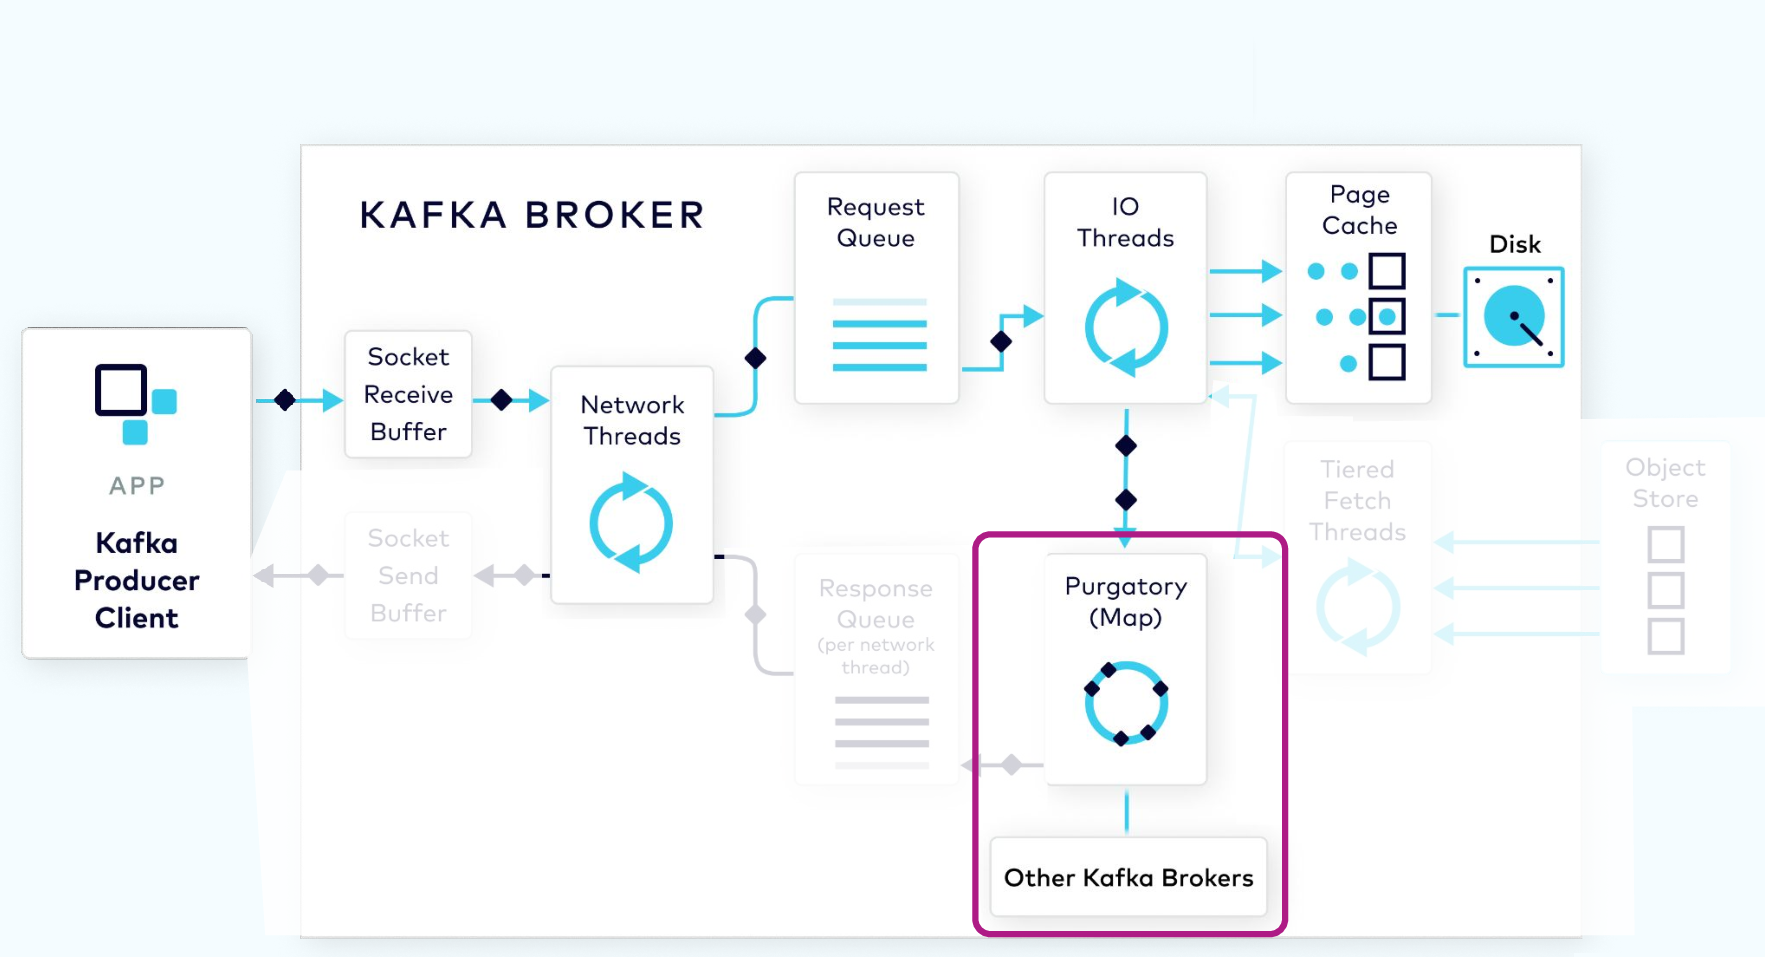 KAFKA BROKER
APP
Kafka
Producer
Client
Socket
Receive
Buffer
Network
Threads
Request
Queue
IO
Threads
Page
Cache
Disk
Socket
Send
Buffer
Response
Queue
(per network
thread)
Purgatory
(Map)
Other Kafka Brokers
Tiered
Fetch
Threads
Object
Store